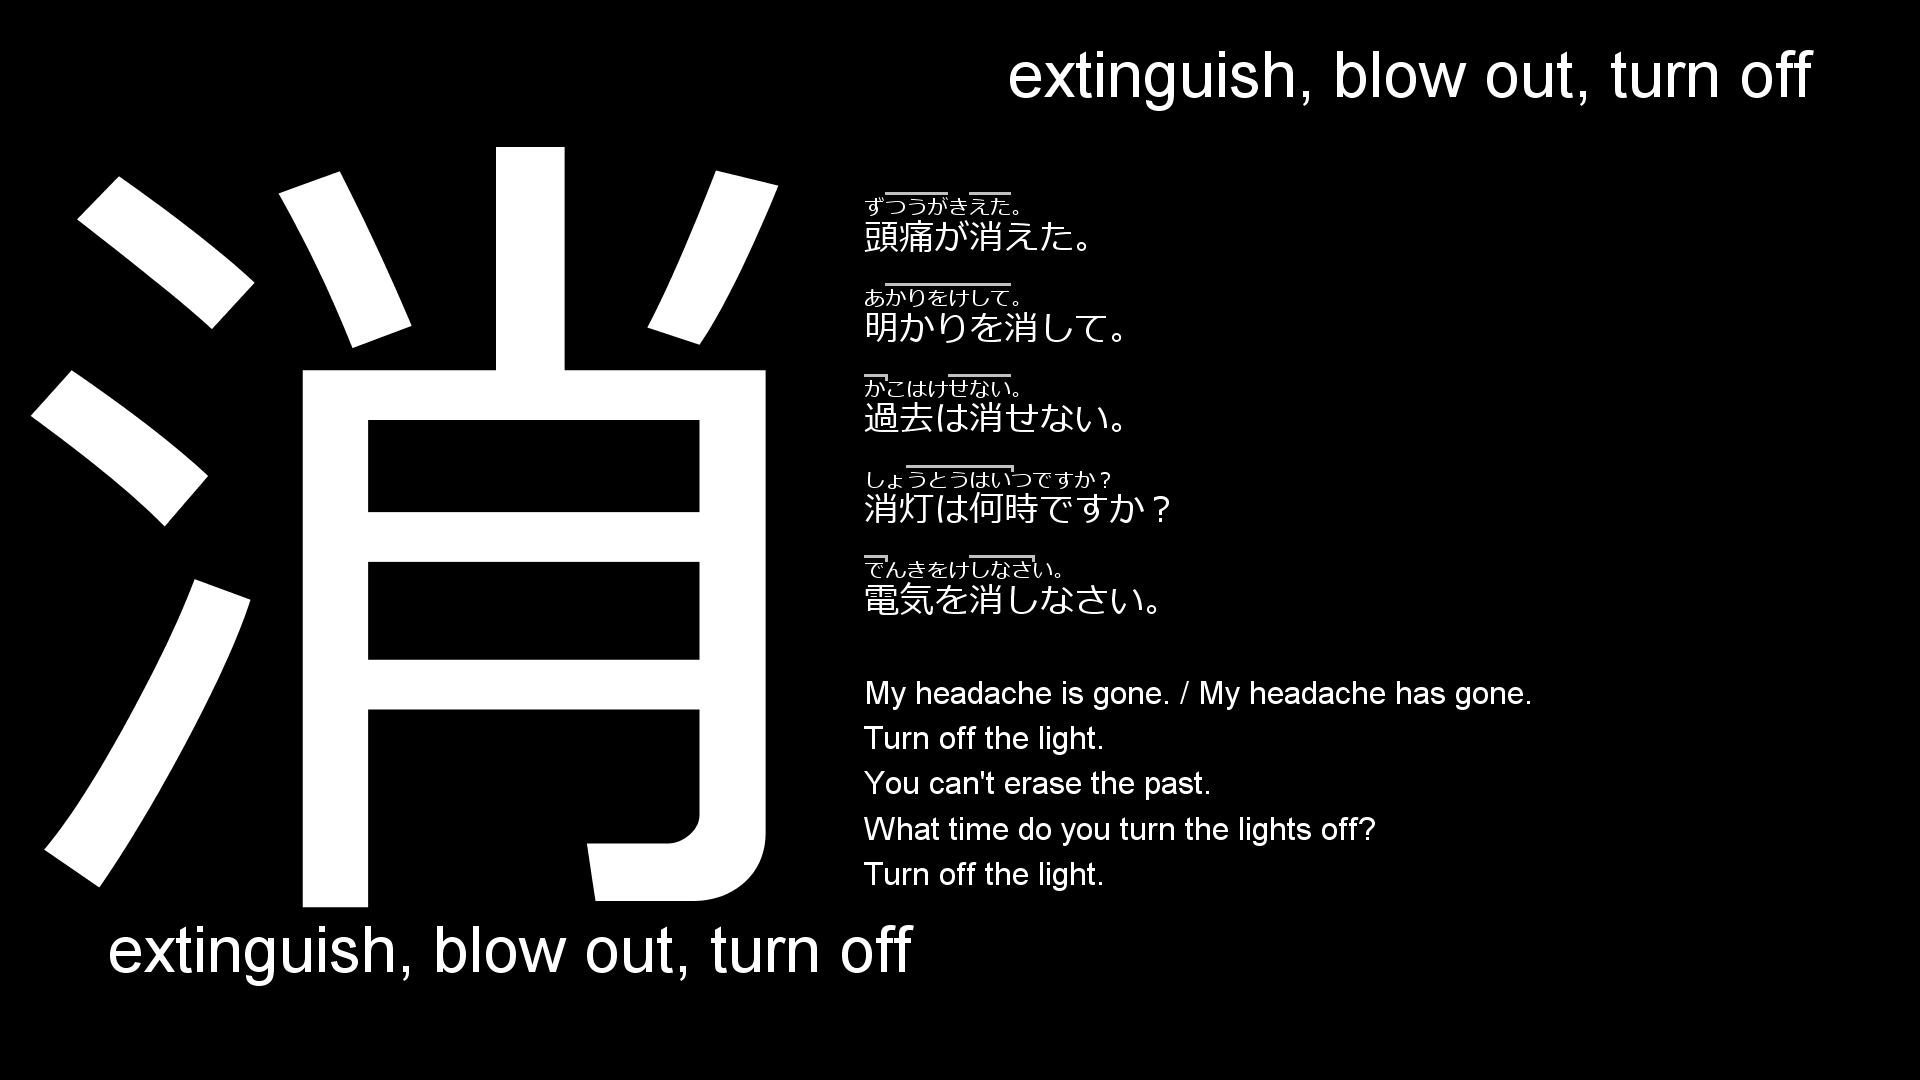 extinguish, blow out, turn off
消
ずつうがきえた。
頭痛が消えた。
あかりをけして。
明かりを消して。
かこはけせない。
過去は消せない。
しょうとうはいつですか？
消灯は何時ですか？
でんきをけしなさい。
電気を消しなさい。
My headache is gone. / My headache has gone.
Turn off the light.
You can't erase the past.
What time do you turn the lights off?
Turn off the light.
extinguish, blow out, turn off